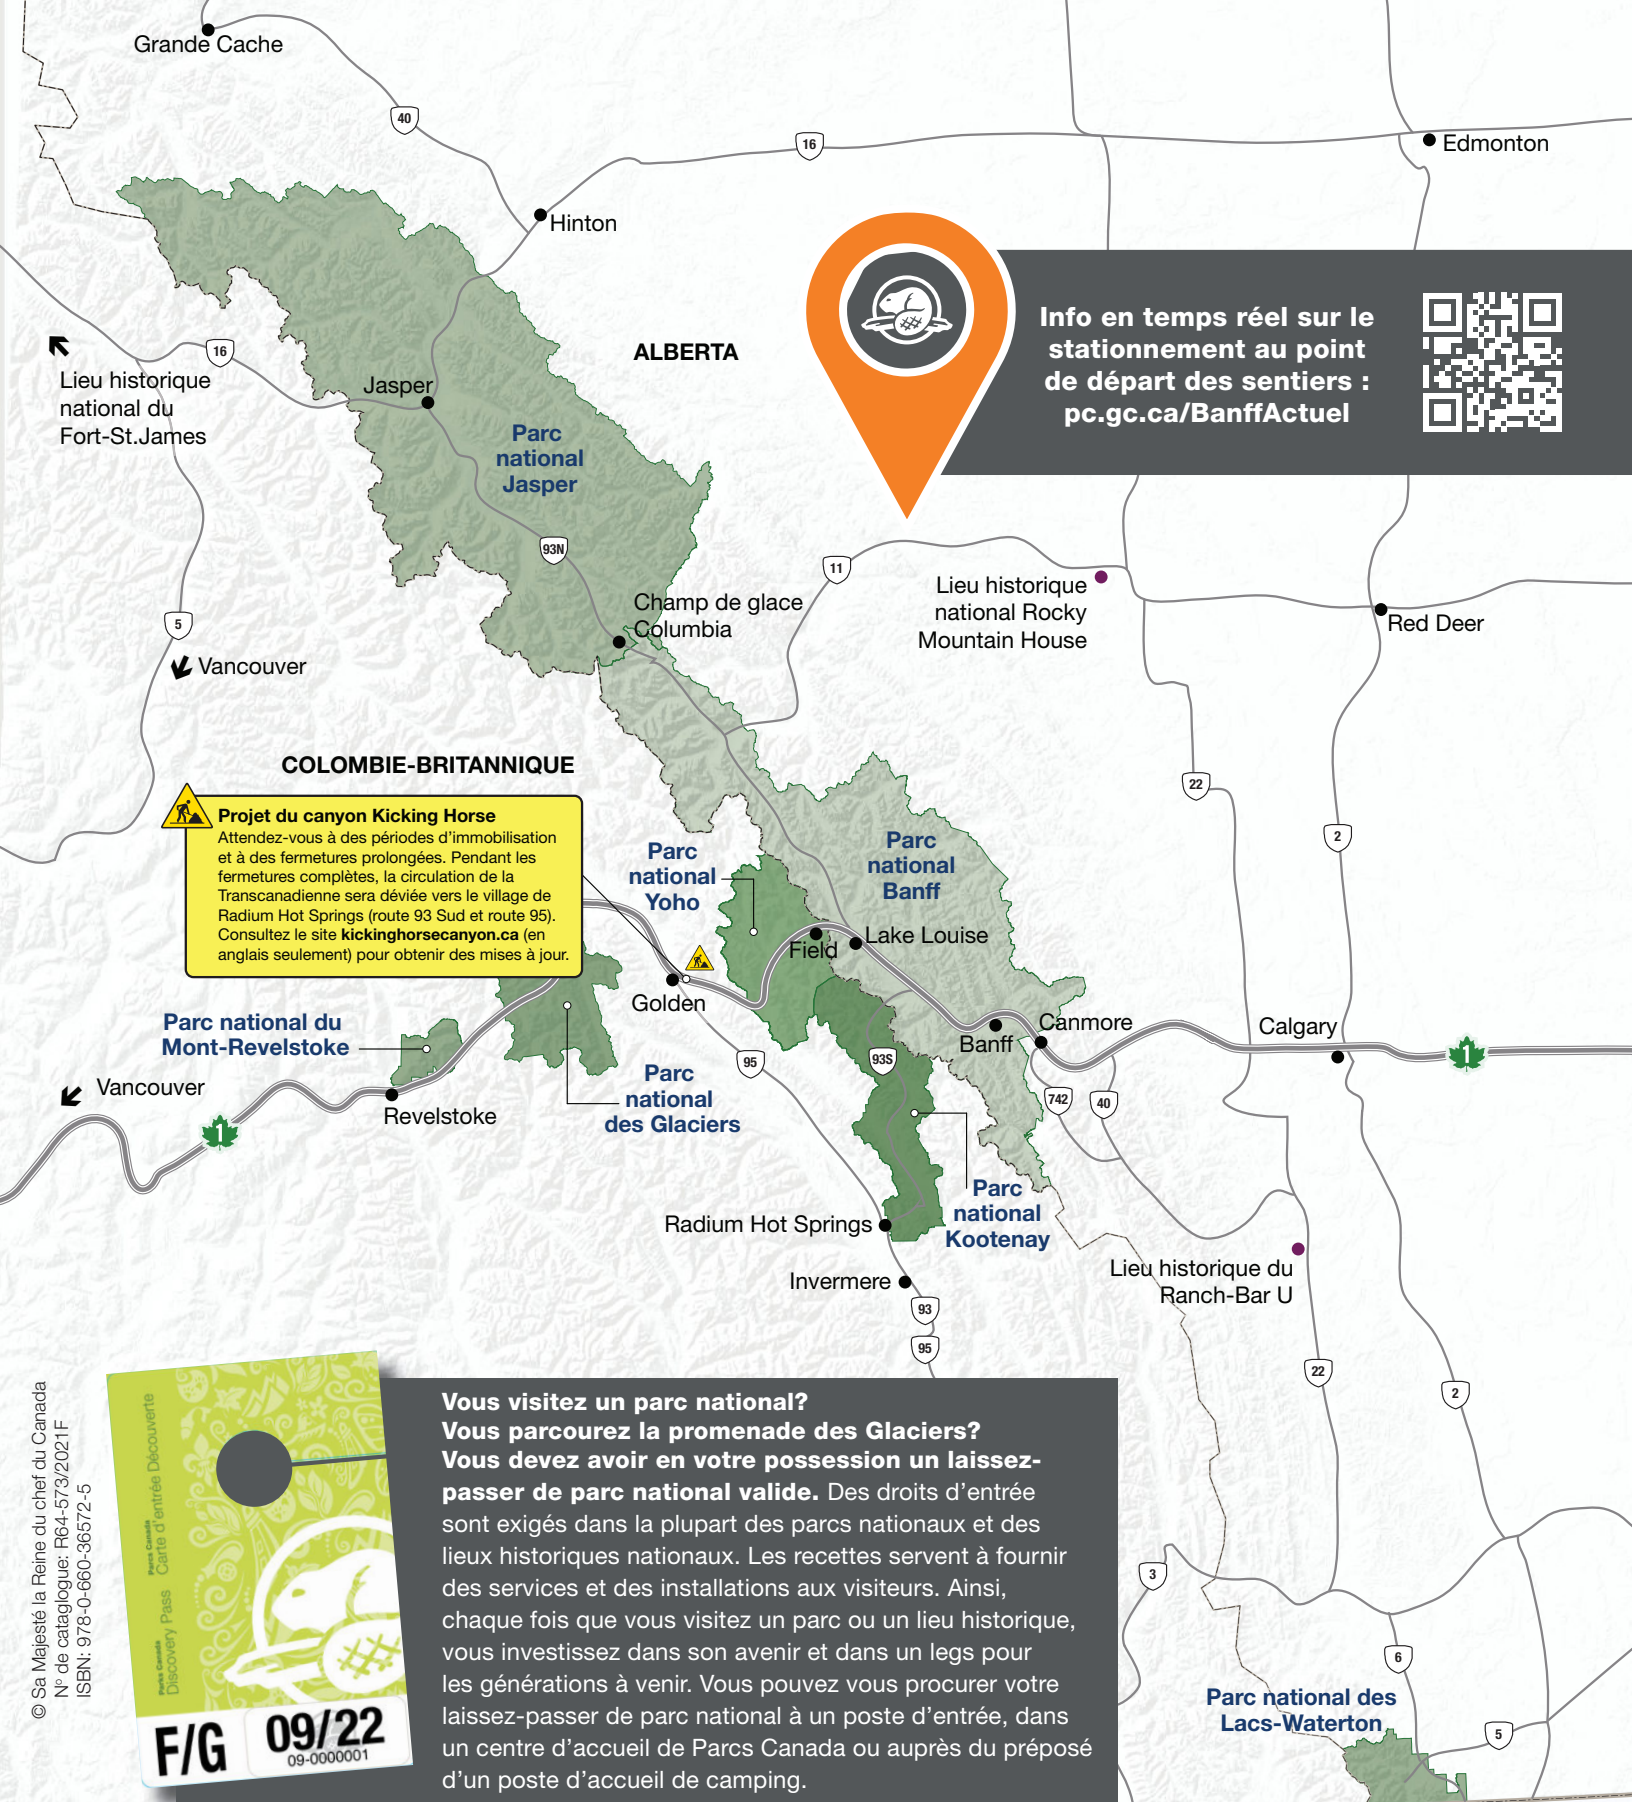 Grande Cache
40
16
Edmonton
Hinton
Info en temps réel sur le
stationnement au point
de départ des sentiers :
pc.gc.ca/BanffActuel
ALBERTA
16
Lieu historique
national du
Fort-St.James
Jasper
Parc
national
Jasper
93N
11
Lieu historique
national Rocky
Mountain House
Red Deer
Champ de glace
Columbia
5
Vancouver
COLOMBIE-BRITANNIQUE
22
2
Projet du canyon Kicking Horse
Attendez-vous à des périodes d'immobilisation
et à des fermetures prolongées. Pendant les
fermetures complètes, la circulation de la
Transcanadienne sera déviée vers le village de
Radium Hot Springs (route 93 Sud et route 95).
Consultez le site kickinghorsecanyon.ca (en
anglais seulement) pour obtenir des mises à jour.
Parc
national
Yoho
Parc
national
Banff
Field
Lake Louise
Golden
Parc national du
Mont-Revelstoke
Banff
Canmore
Calgary
1
95
93S
Parc
national
des Glaciers
742
40
Vancouver
Revelstoke
1
Parc
national
Kootenay
Radium Hot Springs
Invermere
Lieu historique du
Ranch-Bar U
93
95
22
2
Vous visitez un parc national?
Vous parcourez la promenade des Glaciers?
Vous devez avoir en votre possession un laissez-
passer de parc national valide. Des droits d'entrée
sont exigés dans la plupart des parcs nationaux et des
lieux historiques nationaux. Les recettes servent à fournir
des services et des installations aux visiteurs. Ainsi,
chaque fois que vous visitez un parc ou un lieu historique,
vous investissez dans son avenir et dans un legs pour
les générations à venir. Vous pouvez vous procurer votre
laissez-passer de parc national à un poste d'entrée, dans
un centre d'accueil de Parcs Canada ou auprès du préposé
d'un poste d'accueil de camping.
Parcs Canada
Carte d'entrée Découverte
Parks Canada
Discovery Pass
F/G
09/22
09-0000001
© Sa Majesté la Reine du chef du Canada
Nº de cataglogue: R64-573/2021F
ISBN: 978-0-660-36572-5
3
6
Parc national des
Lacs-Waterton
5